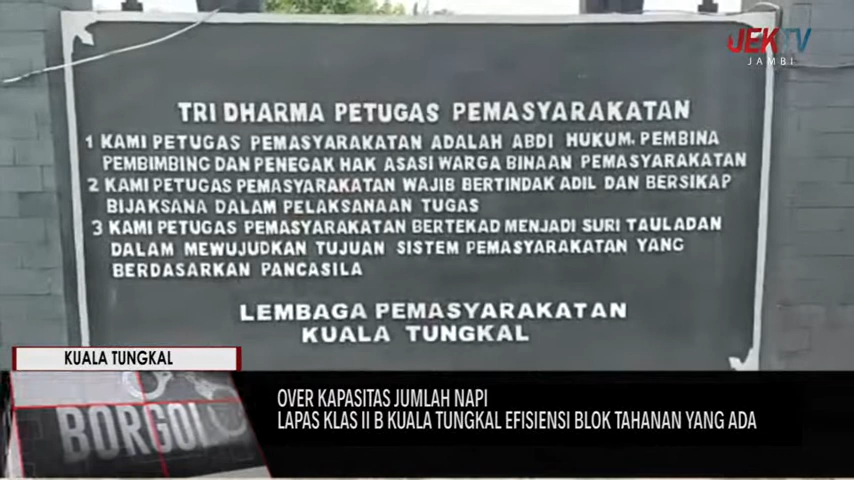 JEKTV
JAMBI
TRI DHARMA PETUGAS PEMASYARAKATAN
1 KAMI PETUGAS PEMASYARAKATAN ADALAH ABDI HUKUM, PEMBINA
PEMBIMBING DAN PENEGAK HAK ASASI WARGA BINAAN PEMASYARAKATAN
2 KAMI PETUGAS PEMASYARAKATAN WAJIB BERTINDAK ADIL DAN BERSIKAP
BIJAKSANA DALAM PELAKSANAAN TUGAS
3 KAMI PETUGAS PEMASYARAKATAN BERTEKAD MENJADI SURI TAULADAN
DALAM MEWUJUDKAN TUJUAN SISTEM PEMASYARAKATAN YANG
BERDASARKAN PANCASILA
LEMBAGA PEMASYARAKATAN
KUALA TUNGKAL
KUALA TUNGKAL
BORGOL
OVER KAPASITAS JUMLAH NAPI
LAPAS KLAS II B KUALA TUNGKAL EFISIENSI BLOK TAHANAN YANG ADA